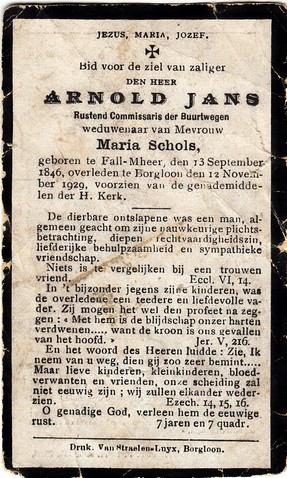 JEZUS, MARIA, JOZEF.
Bid voor de ziel van zaliger
DEN HEER
ARNOLD JANS
Rustend Commissaris der Buurtwegen
weduwenaar van Mevrouw
Maria Schols,
geboren te Fall-Mheer, den 13 September
1846, overleden te Borgloon den 12 Novem-
ber 1929, voorzien van de genademidde-
len der H. Kerk.
De dierbare ontslapene was een man, al-
gemeen geacht om zijne nauwkeurige plichts-
betrachting, diepen rechtvaardigheidszin,
liefderijke behulpzaamheid en sympathieke
vriendschap.
Niets is te vergelijken bij een trouwen
vriend. Eccl. VI, 14.
In 't bijzonder jegens zijne kinderen, was
de overledene een teedere en liefdevolle va-
der. Zij mogen het wel den profeet na zeg-
gen: « Met hem is de blijdschap onzer harten
verdwenen..... want de kroon is ons gevallen
van het hoofd. » Jer. V, 216.
En het woord des Heeren luidde : Zie, Ik
neem van u weg, dien gij zoo zeer bemint....
Maar lieve kinderen, kleinkinderen, bloed-
verwanten en vrienden, onze scheiding zal
niet eeuwig zijn ; wij zullen elkander weder-
zien. Ezech. 14, 15, 16.
O genadige God, verleen hem de eeuwige
rust. 7 jaren en 7 quadr.
Druk. Van Straelen-Luyx, Borgloon.